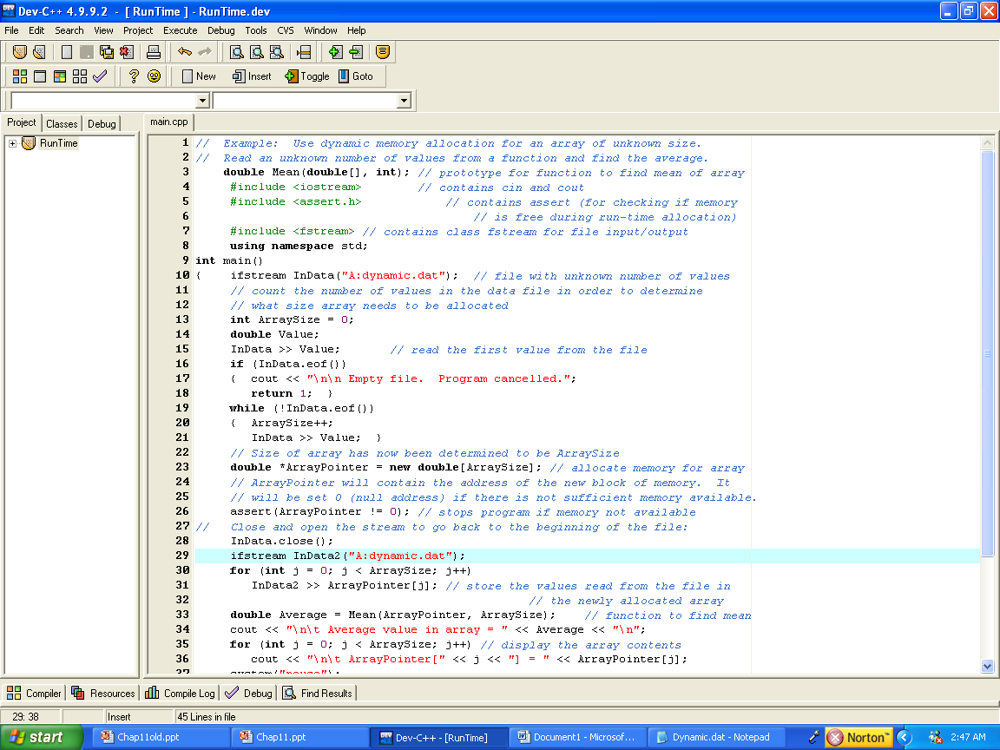 Dev-C++ 4.9.9.2 - [ RunTime ] - RunTime.dev
File Edit Search View Project Execute Debug Tools CVS Window Help
New Insert Toggle Goto
Project Classes Debug
main.cpp
RunTime
1 // Example: Use dynamic memory allocation for an array of unknown size.
2 // Read an unknown number of values from a function and find the average.
3 double Mean(double[], int); // prototype for function to find mean of array
4 #include <iostream> // contains cin and cout
5 #include <assert.h> // contains assert (for checking if memory
6 // is free during run-time allocation)
7 #include <fstream> // contains class fstream for file input/output
8 using namespace std;
9 int main()
10 { ifstream InData("A:dynamic.dat"); // file with unknown number of values
11 // count the number of values in the data file in order to determine
12 // what size array needs to be allocated
13 int ArraySize = 0;
14 double Value;
15 InData >> Value; // read the first value from the file
16 if (InData.eof())
17 { cout << "\n\n Empty file. Program cancelled.";
18 return 1; }
19 while (!InData.eof())
20 { ArraySize++;
21 InData >> Value; }
22 // Size of array has now been determined to be ArraySize
23 double *ArrayPointer = new double[ArraySize]; // allocate memory for array
24 // ArrayPointer will contain the address of the new block of memory. It
25 // will be set 0 (null address) if there is not sufficient memory available.
26 assert(ArrayPointer != 0); // stops program if memory not available
27 // Close and open the stream to go back to the beginning of the file:
28 InData.close();
29 ifstream InData2("A:dynamic.dat");
30 for (int j = 0; j < ArraySize; j++)
31 InData2 >> ArrayPointer[j]; // store the values read from the file in
32 // the newly allocated array
33 double Average = Mean(ArrayPointer, ArraySize); // function to find mean
34 cout << "\n\t Average value in array = " << Average << "\n";
35 for (int j = 0; j < ArraySize; j++) // display the array contents
36 cout << "\n\t ArrayPointer[" << j << "] = " << ArrayPointer[j];
37 system("pause");
Compiler Resources Compile Log Debug Find Results
29: 38 Insert 45 Lines in file
start Chap11old.ppt Chap11.ppt Dev-C++ - [RunTime] Document1 - Microsof... Dynamic.dat - Notepad Norton™ 2:47 AM